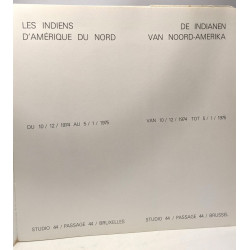 LES INDIENS
D'AMÉRIQUE DU NORD
DE INDIANEN
VAN NOORD-AMERIKA
DU 10 / 12 / 1974 AU 5 / 1 / 1975
VAN 10 / 12 / 1974 TOT 5 / 1 / 1975
STUDIO 44 / PASSAGE 44 / BRUXELLES
STUDIO 44 / PASSAGE 44 / BRUSSEL